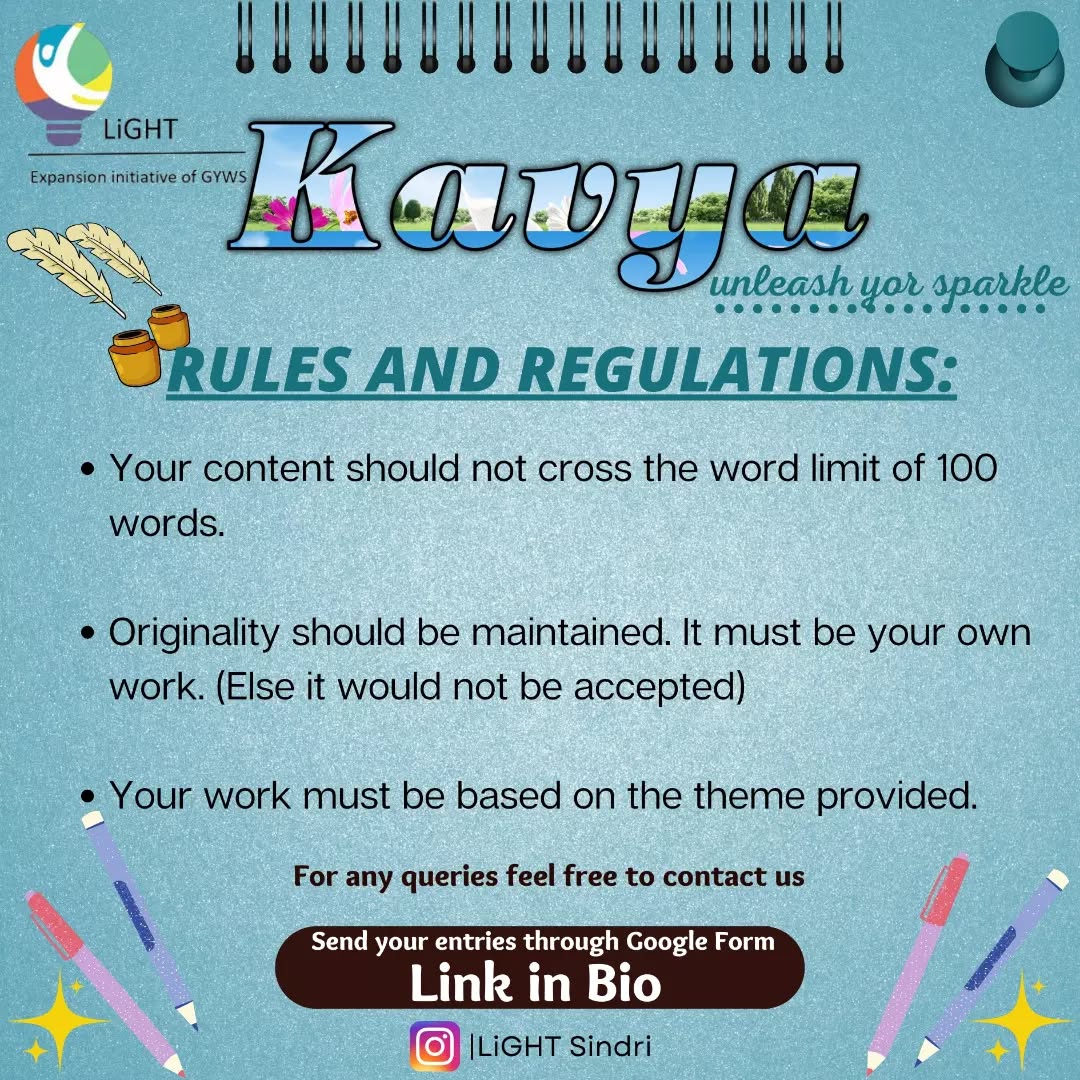 LiGHT
Expansion initiative of GYWS
Kavya
unleash yor sparkle
RULES AND REGULATIONS:
• Your content should not cross the word limit of 100
words.
• Originality should be maintained. It must be your own
work. (Else it would not be accepted)
• Your work must be based on the theme provided.
For any queries feel free to contact us
Send your entries through Google Form
Link in Bio
|LiGHT Sindri